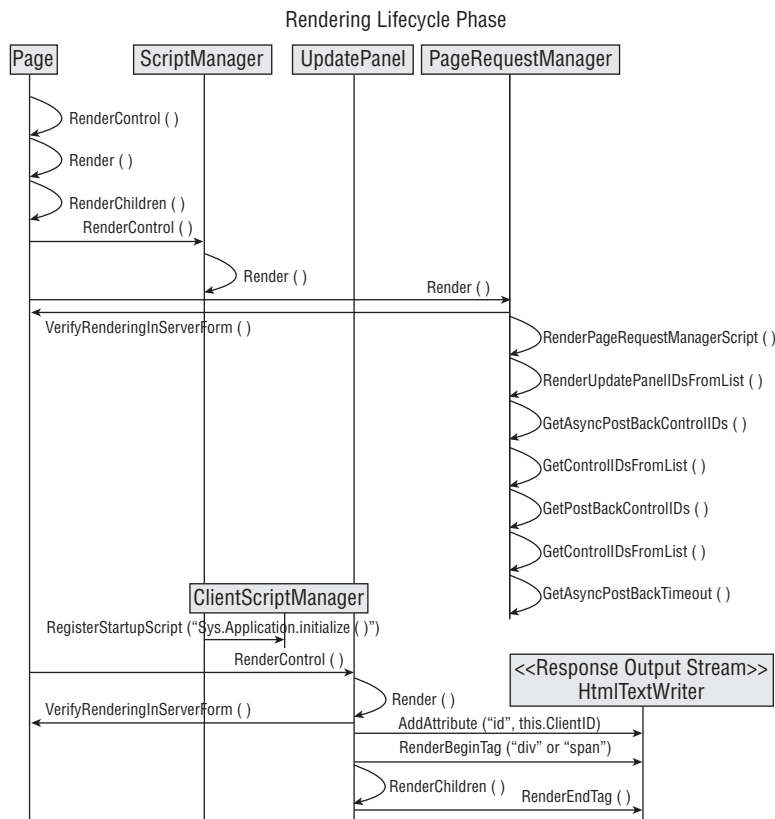 Rendering Lifecycle Phase
Page
ScriptManager
UpdatePanel
PageRequestManager
RenderControl ( )
Render ( )
RenderChildren ( )
RenderControl ( )
Render ( )
Render ( )
VerifyRenderingInServerForm ( )
RenderPageRequestManagerScript ( )
RenderUpdatePanelIDsFromList ( )
GetAsyncPostBackControlIDs ( )
GetControlIDsFromList ( )
GetPostBackControlIDs ( )
GetControlIDsFromList ( )
GetAsyncPostBackTimeout ( )
ClientScriptManager
RegisterStartupScript (“Sys.Application.initialize ( )”)
RenderControl ( )
<<Response Output Stream>>
HtmlTextWriter
Render ( )
VerifyRenderingInServerForm ( )
AddAttribute (“id”, this.ClientID)
RenderBeginTag (“div” or “span”)
RenderChildren ( )
RenderEndTag ( )